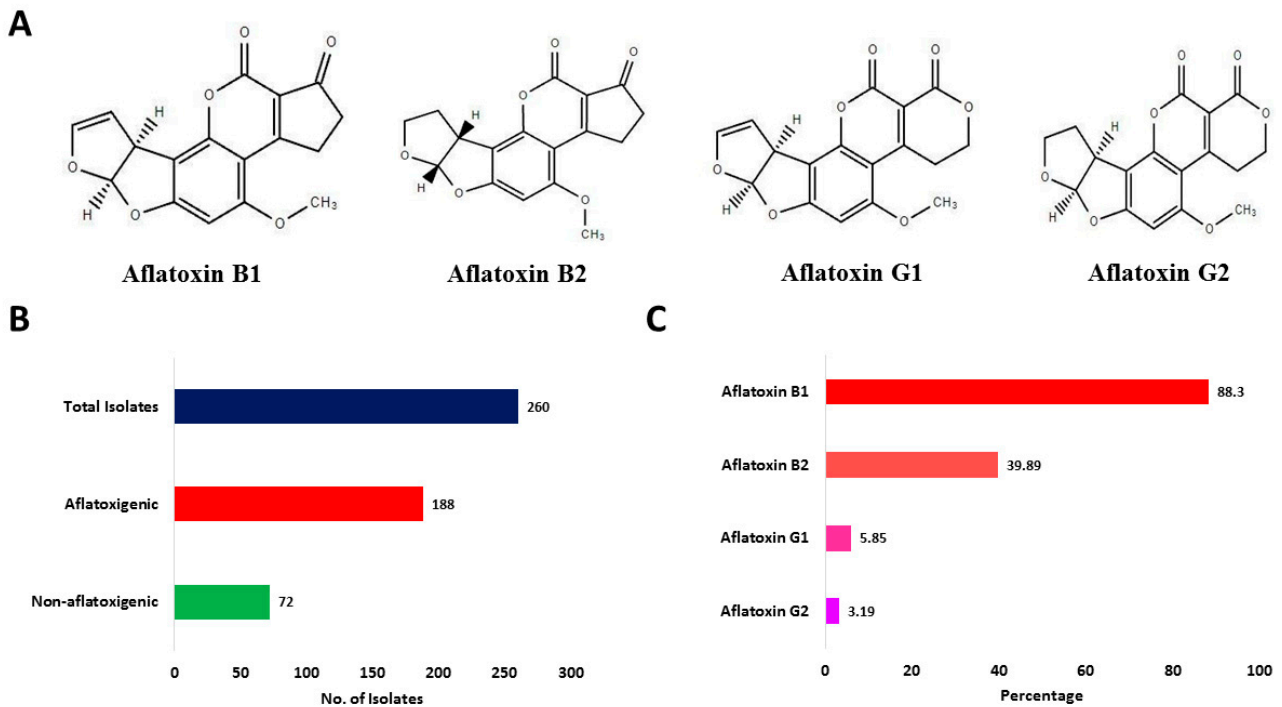 A
O
O
O
H
O
H
O
O
CH₃
Aflatoxin B1
O
O
O
H
O
H
O
O
CH₃
Aflatoxin B2
O
O
O
O
H
O
H
O
O
CH₃
Aflatoxin G1
O
O
O
O
H
O
H
O
O
CH₃
Aflatoxin G2
B
Total Isolates 260
Aflatoxigenic 188
Non-aflatoxigenic 72
0 50 100 150 200 250 300
No. of Isolates
C
Aflatoxin B1 88.3
Aflatoxin B2 39.89
Aflatoxin G1 5.85
Aflatoxin G2 3.19
0 20 40 60 80 100
Percentage